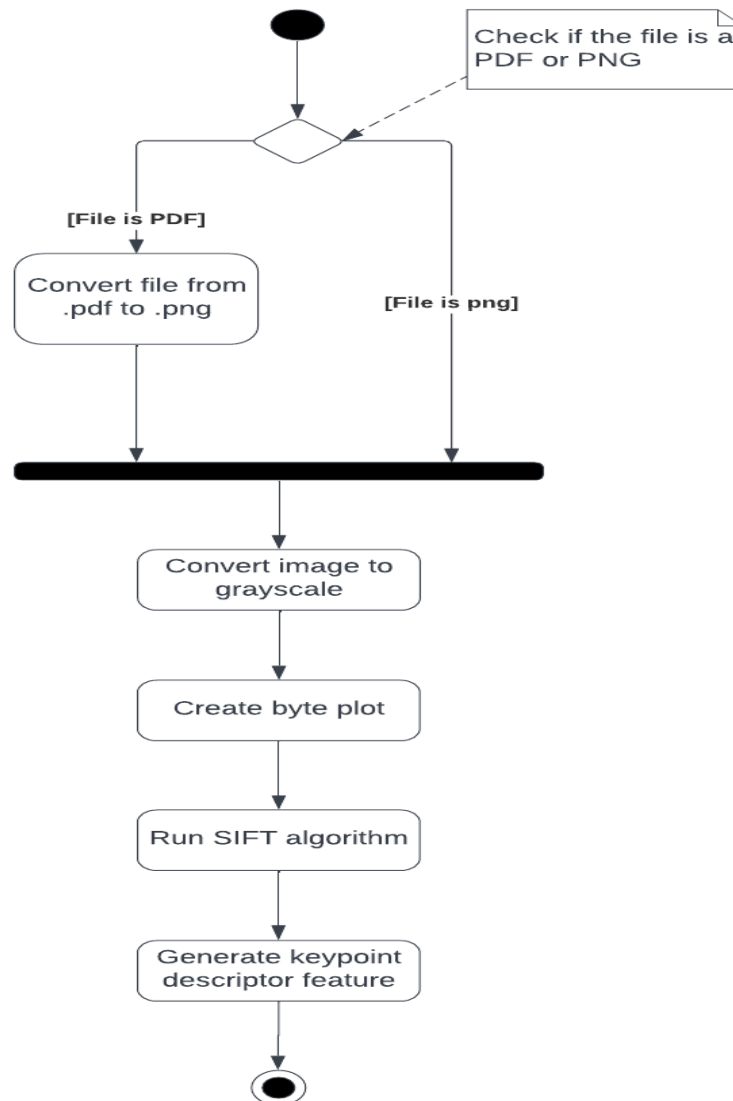 Check if the file is a
PDF or PNG
[File is PDF]
Convert file from
.pdf to .png
[File is png]
Convert image to
grayscale
Create byte plot
Run SIFT algorithm
Generate keypoint
descriptor feature